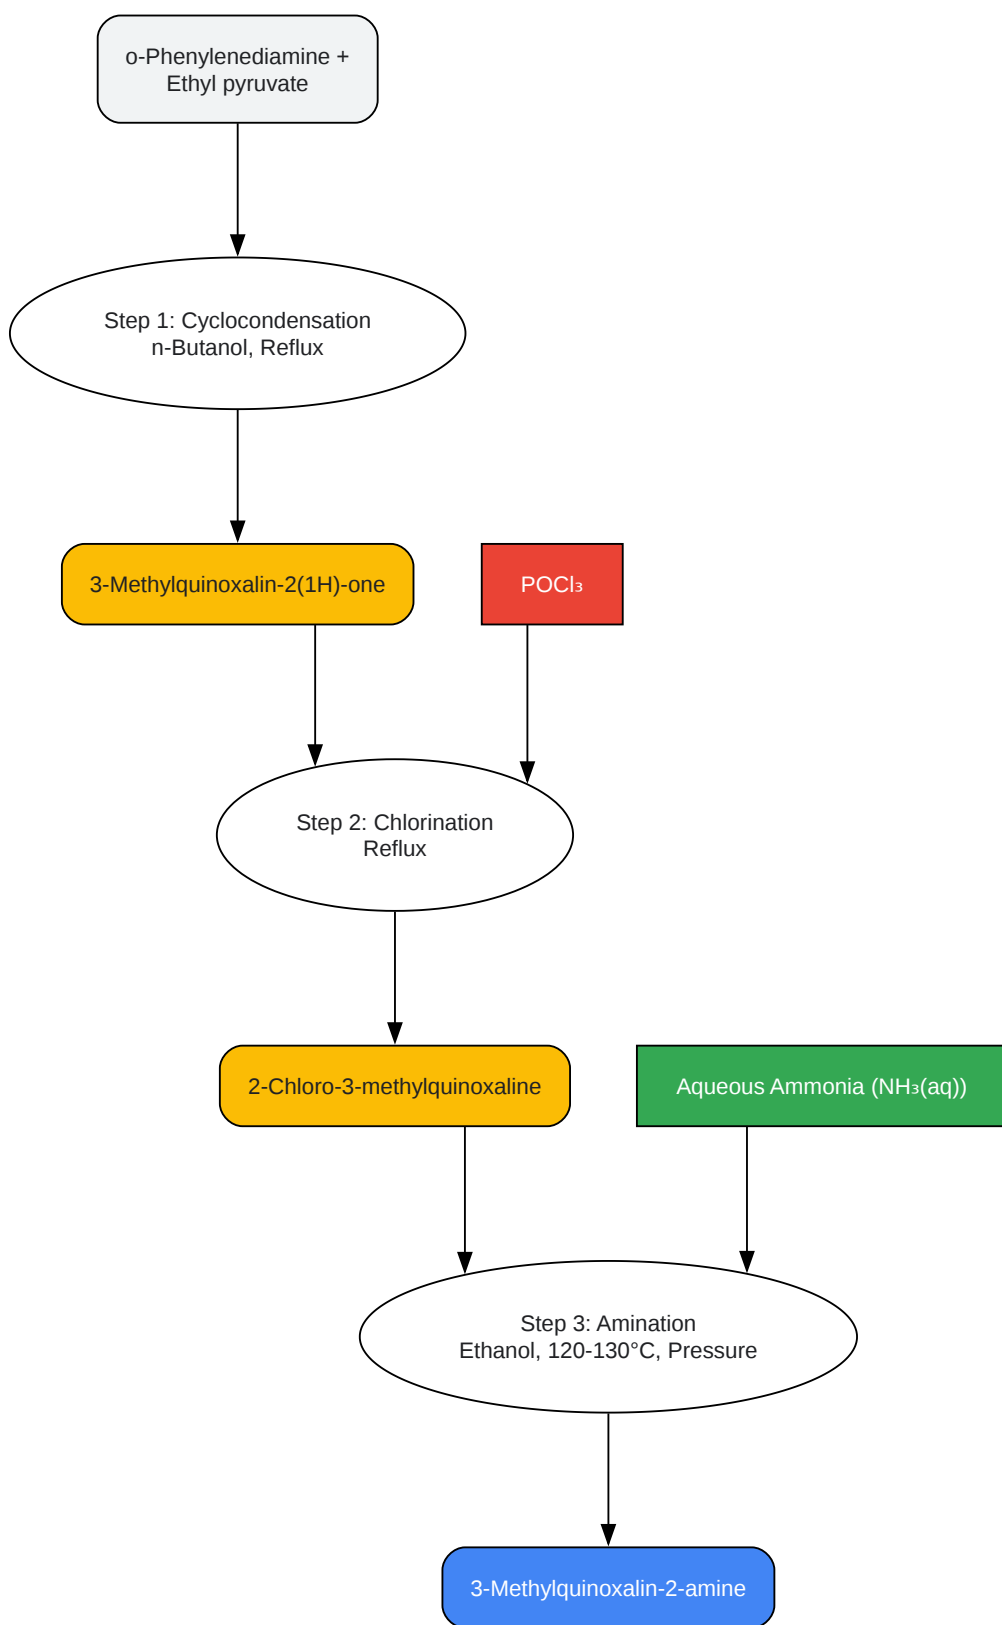 o-Phenylenediamine +
Ethyl pyruvate
Step 1: Cyclocondensation
n-Butanol, Reflux
3-Methylquinoxalin-2(1H)-one
POCl₃
Step 2: Chlorination
Reflux
2-Chloro-3-methylquinoxaline
Aqueous Ammonia (NH₃(aq))
Step 3: Amination
Ethanol, 120-130°C, Pressure
3-Methylquinoxalin-2-amine